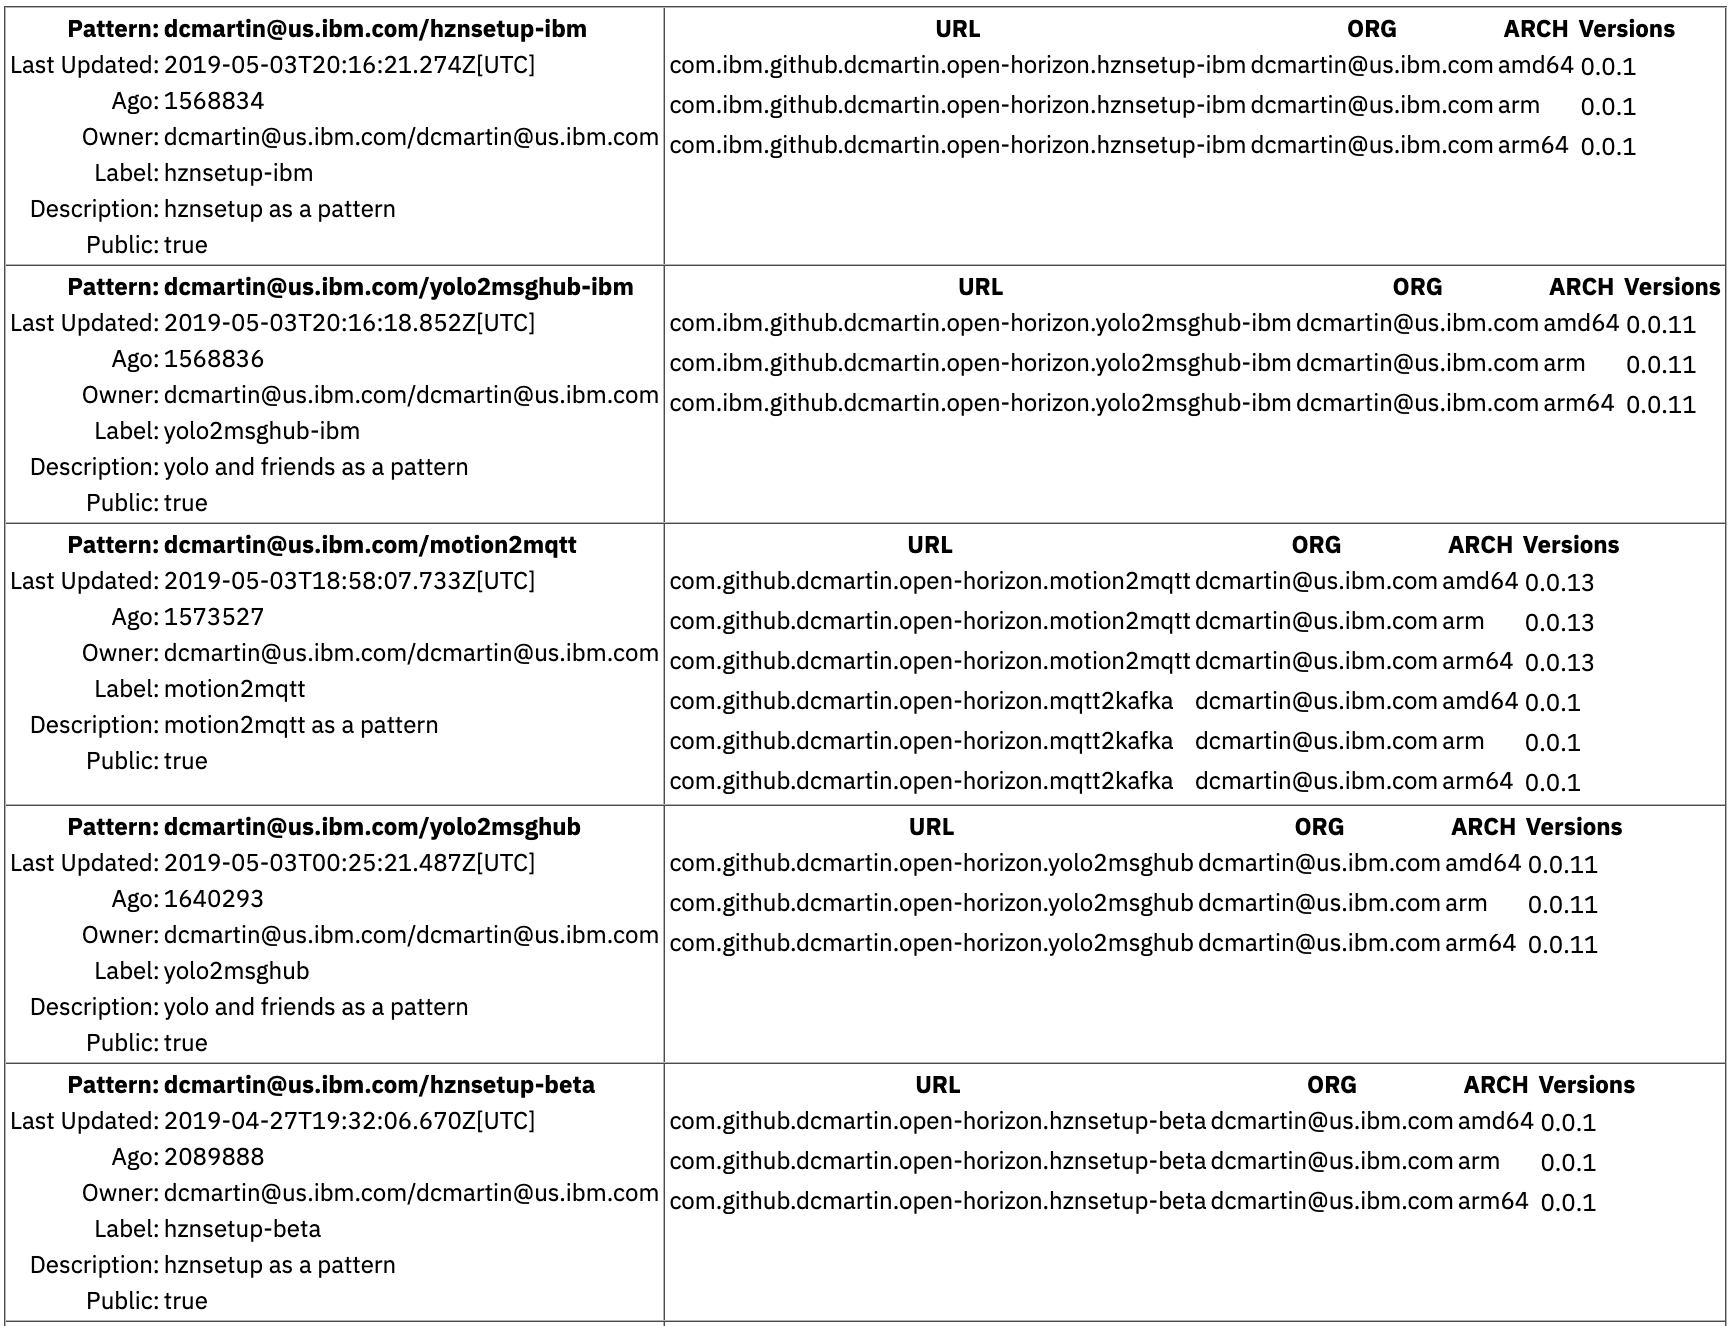 Pattern: dcmartin@us.ibm.com/hznsetup-ibm
Last Updated: 2019-05-03T20:16:21.274Z[UTC]
Ago: 1568834
Owner: dcmartin@us.ibm.com/dcmartin@us.ibm.com
Label: hznsetup-ibm
Description: hznsetup as a pattern
Public: true
URL ORG ARCH Versions
com.ibm.github.dcmartin.open-horizon.hznsetup-ibm dcmartin@us.ibm.com amd64 0.0.1
com.ibm.github.dcmartin.open-horizon.hznsetup-ibm dcmartin@us.ibm.com arm 0.0.1
com.ibm.github.dcmartin.open-horizon.hznsetup-ibm dcmartin@us.ibm.com arm64 0.0.1
Pattern: dcmartin@us.ibm.com/yolo2msghub-ibm
Last Updated: 2019-05-03T20:16:18.852Z[UTC]
Ago: 1568836
Owner: dcmartin@us.ibm.com/dcmartin@us.ibm.com
Label: yolo2msghub-ibm
Description: yolo and friends as a pattern
Public: true
URL ORG ARCH Versions
com.ibm.github.dcmartin.open-horizon.yolo2msghub-ibm dcmartin@us.ibm.com amd64 0.0.11
com.ibm.github.dcmartin.open-horizon.yolo2msghub-ibm dcmartin@us.ibm.com arm 0.0.11
com.ibm.github.dcmartin.open-horizon.yolo2msghub-ibm dcmartin@us.ibm.com arm64 0.0.11
Pattern: dcmartin@us.ibm.com/motion2mqtt
Last Updated: 2019-05-03T18:58:07.733Z[UTC]
Ago: 1573527
Owner: dcmartin@us.ibm.com/dcmartin@us.ibm.com
Label: motion2mqtt
Description: motion2mqtt as a pattern
Public: true
URL ORG ARCH Versions
com.github.dcmartin.open-horizon.motion2mqtt dcmartin@us.ibm.com amd64 0.0.13
com.github.dcmartin.open-horizon.motion2mqtt dcmartin@us.ibm.com arm 0.0.13
com.github.dcmartin.open-horizon.motion2mqtt dcmartin@us.ibm.com arm64 0.0.13
com.github.dcmartin.open-horizon.mqtt2kafka dcmartin@us.ibm.com amd64 0.0.1
com.github.dcmartin.open-horizon.mqtt2kafka dcmartin@us.ibm.com arm 0.0.1
com.github.dcmartin.open-horizon.mqtt2kafka dcmartin@us.ibm.com arm64 0.0.1
Pattern: dcmartin@us.ibm.com/yolo2msghub
Last Updated: 2019-05-03T00:25:21.487Z[UTC]
Ago: 1640293
Owner: dcmartin@us.ibm.com/dcmartin@us.ibm.com
Label: yolo2msghub
Description: yolo and friends as a pattern
Public: true
URL ORG ARCH Versions
com.github.dcmartin.open-horizon.yolo2msghub dcmartin@us.ibm.com amd64 0.0.11
com.github.dcmartin.open-horizon.yolo2msghub dcmartin@us.ibm.com arm 0.0.11
com.github.dcmartin.open-horizon.yolo2msghub dcmartin@us.ibm.com arm64 0.0.11
Pattern: dcmartin@us.ibm.com/hznsetup-beta
Last Updated: 2019-04-27T19:32:06.670Z[UTC]
Ago: 2089888
Owner: dcmartin@us.ibm.com/dcmartin@us.ibm.com
Label: hznsetup-beta
Description: hznsetup as a pattern
Public: true
URL ORG ARCH Versions
com.github.dcmartin.open-horizon.hznsetup-beta dcmartin@us.ibm.com amd64 0.0.1
com.github.dcmartin.open-horizon.hznsetup-beta dcmartin@us.ibm.com arm 0.0.1
com.github.dcmartin.open-horizon.hznsetup-beta dcmartin@us.ibm.com arm64 0.0.1